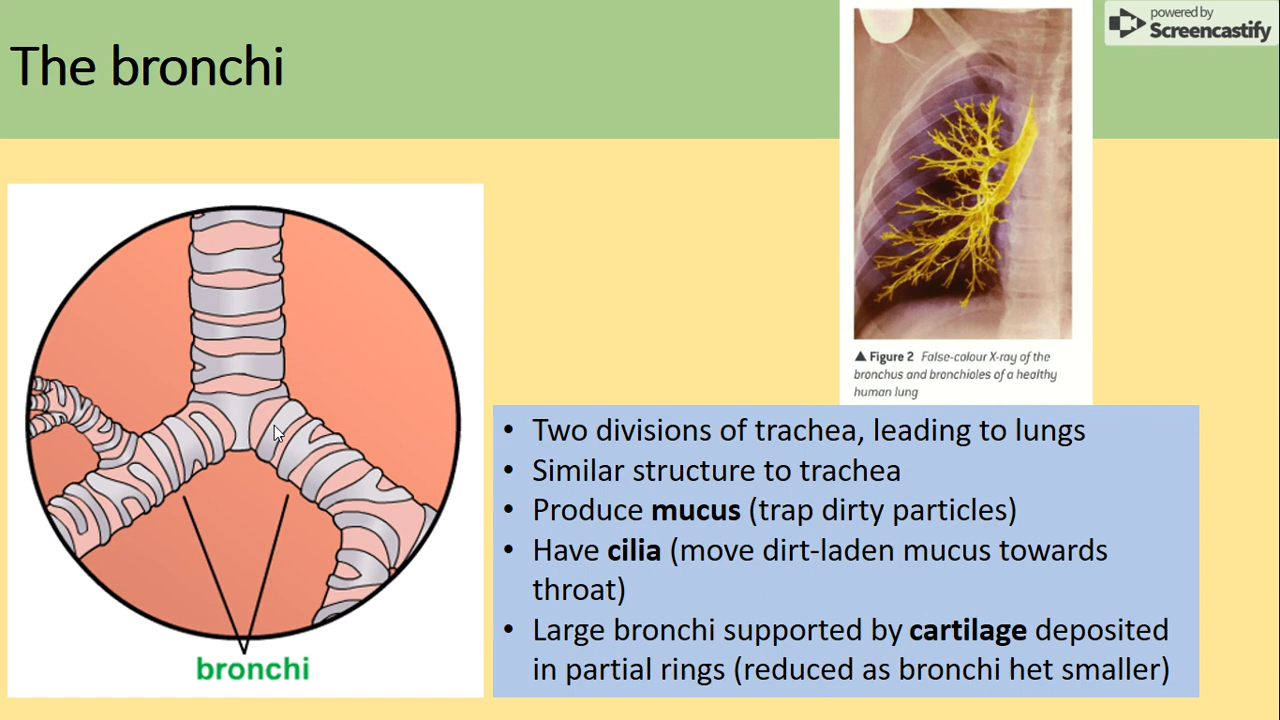 The bronchi
powered by
Screencastify
▲ Figure 2 False-colour X-ray of the
bronchus and bronchioles of a healthy
human lung
• Two divisions of trachea, leading to lungs
• Similar structure to trachea
• Produce mucus (trap dirty particles)
• Have cilia (move dirt-laden mucus towards
throat)
• Large bronchi supported by cartilage deposited
in partial rings (reduced as bronchi het smaller)
bronchi